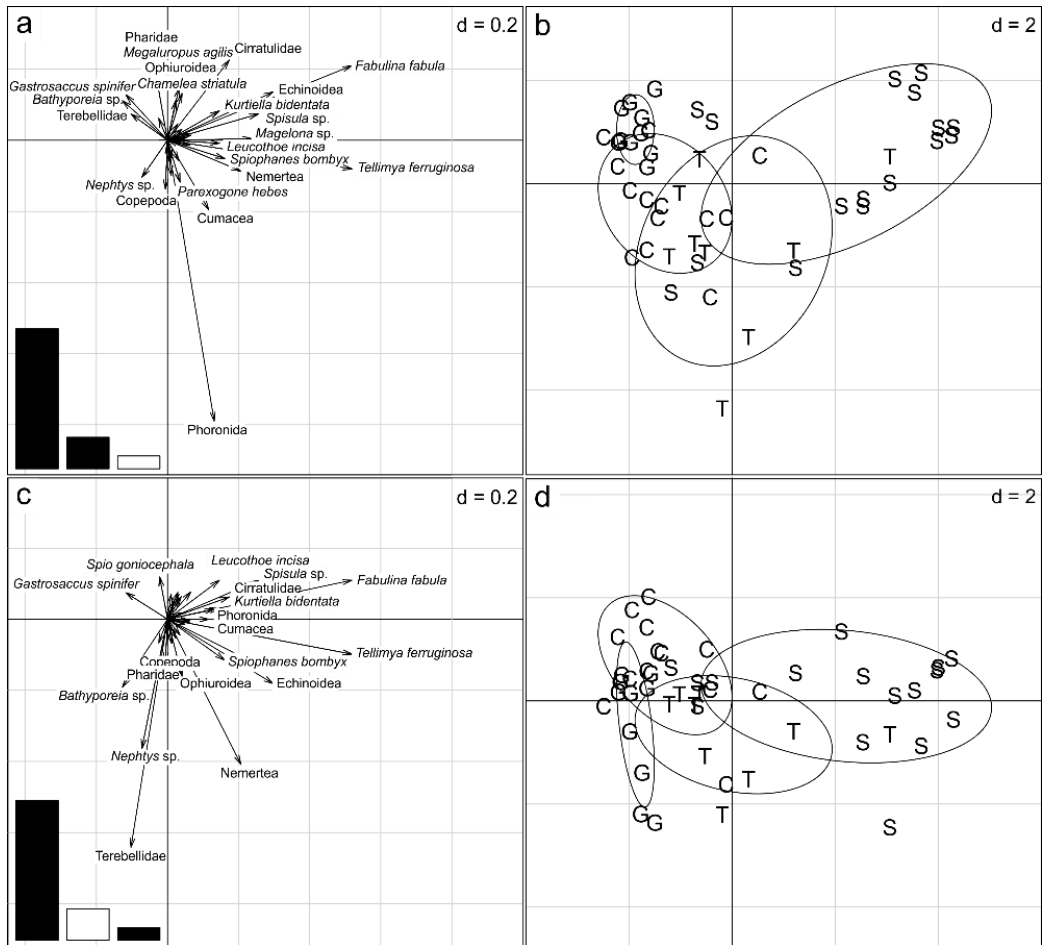 a
d = 0.2
Pharidae
Megaluropus agilis
Cirratulidae
Ophiuroidea
Fabulina fabula
Gastrosaccus spinifer
Chamelea striatula
Echinoidea
Bathyporeia sp.
Kurtiella bidentata
Terebellidae
Spisula sp.
Magelona sp.
Leucothoe incisa
Spiophanes bombyx
Tellimya ferruginosa
Nemertea
Nephtys sp.
Parexogone hebes
Copepoda
Cumacea
Phoronida
b
d = 2
S S
G S
G G S
G S S S S
C G G G C S S
G G G T C T
C G
C T S
C C S S S
C C C
T
C C T T T
S S
S C
T
T
c
d = 0.2
Spio goniocephala
Leucothoe incisa
Gastrosaccus spinifer
Spisula sp.
Cirratulidae
Fabulina fabula
Kurtiella bidentata
Phoronida
Cumacea
Copepoda
Spiophanes bombyx
Tellimya ferruginosa
Pharidae
Ophiuroidea
Echinoidea
Bathyporeia sp.
Nephtys sp.
Nemertea
Terebellidae
d
d = 2
C C
C C S
C C C S
S S S S
G G S S C S S
C T T S
G T T S
T S S
G T C T
G G T S